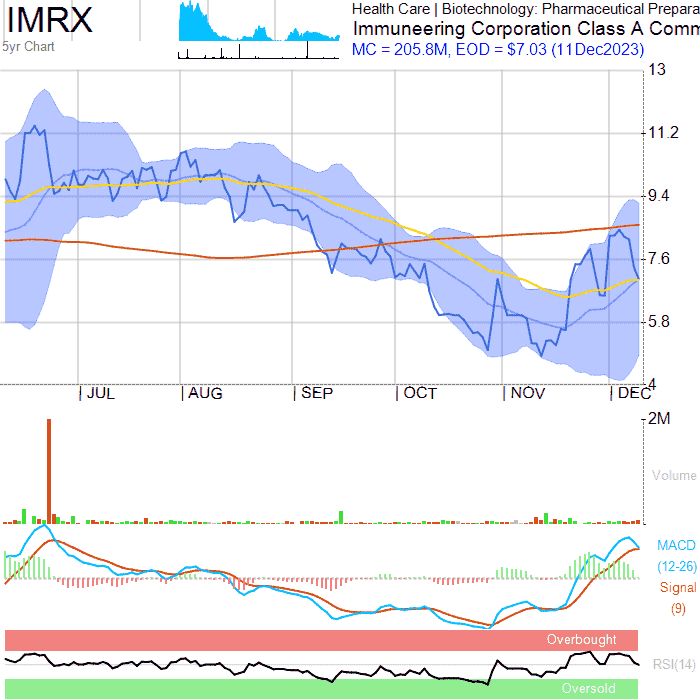 IMRX
5yr Chart
Health Care | Biotechnology: Pharmaceutical Prepara
Immuneering Corporation Class A Comm
MC = 205.8M, EOD = $7.03 (11Dec2023)
13
11.2
9.4
7.6
5.8
4
JUL AUG SEP OCT NOV DEC
2M
Volume
MACD
(12-26)
Signal
(9)
Overbought
RSI(14)
Oversold